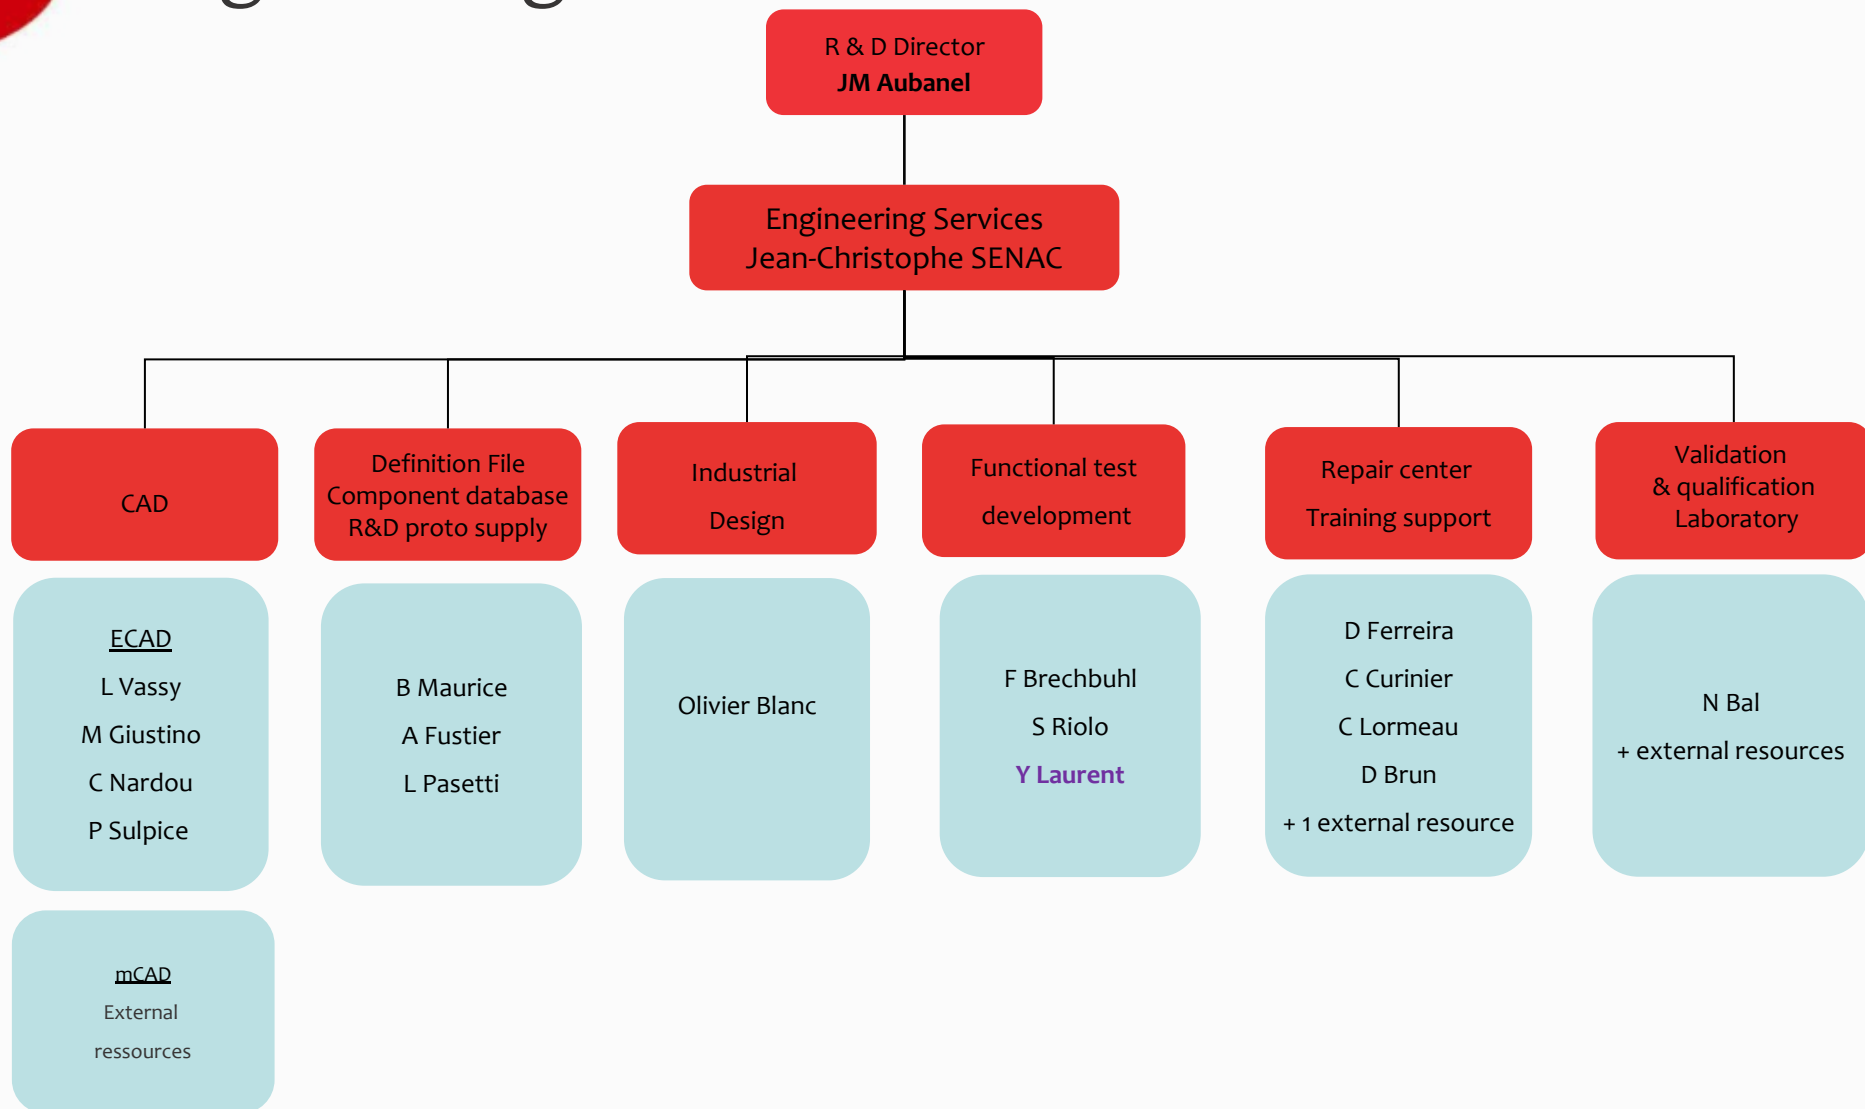 R & D Director
JM Aubanel
Engineering Services
Jean-Christophe SENAC
CAD
Definition File
Component database
R&D proto supply
Industrial
Design
Functional test
development
Repair center
Training support
Validation
& qualification
Laboratory
ECAD
L Vassy
M Giustino
C Nardou
P Sulpice
B Maurice
A Fustier
L Pasetti
Olivier Blanc
F Brechbuhl
S Riolo
Y Laurent
D Ferreira
C Curinier
C Lormeau
D Brun
+ 1 external resource
N Bal
+ external resources
mCAD
External
ressources